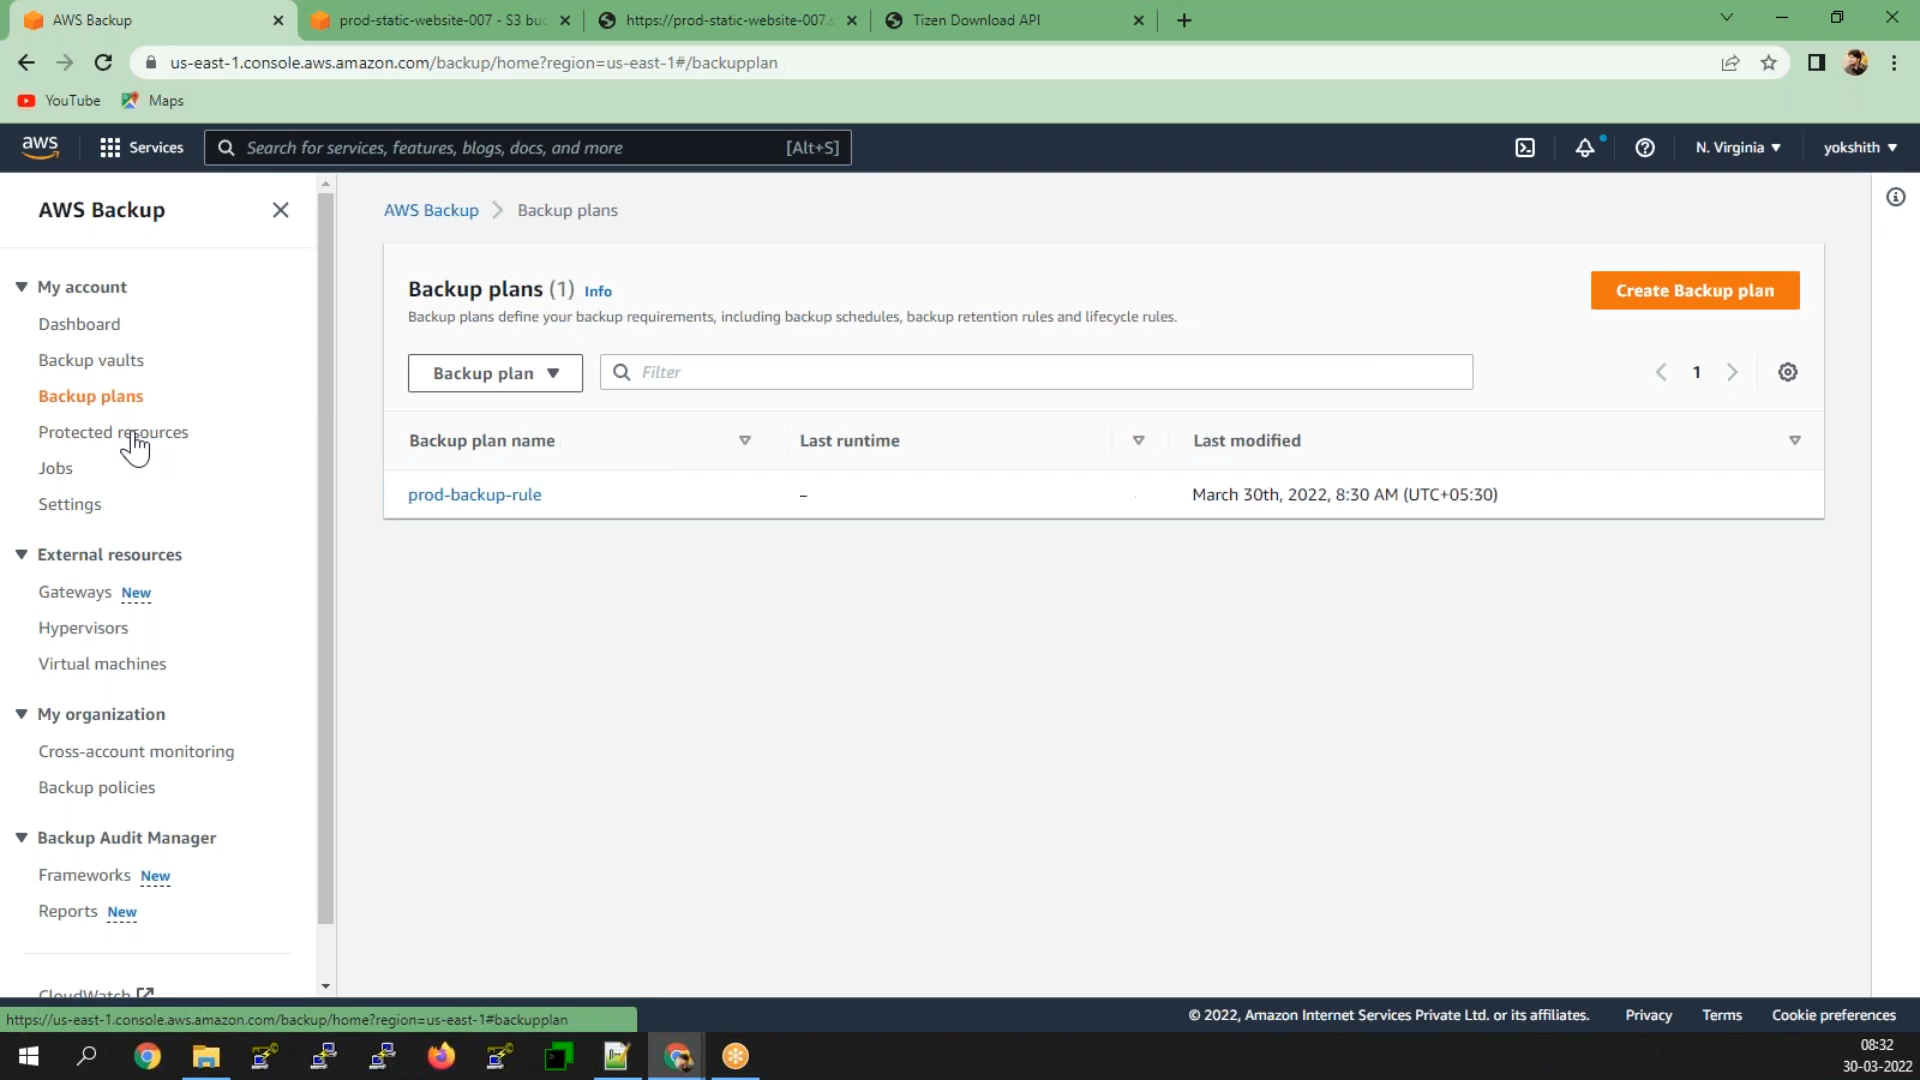 AWS Backup
prod-static-website-007 - S3 buc
https://prod-static-website-007.s
Tizen Download API
us-east-1.console.aws.amazon.com/backup/home?region=us-east-1#/backupplan
YouTube
Maps
aws
Services
Search for services, features, blogs, docs, and more
[Alt+S]
N. Virginia
yokshith
AWS Backup
My account
Dashboard
Backup vaults
Backup plans
Protected resources
Jobs
Settings
External resources
Gateways New
Hypervisors
Virtual machines
My organization
Cross-account monitoring
Backup policies
Backup Audit Manager
Frameworks New
Reports New
CloudWatch
AWS Backup > Backup plans
Backup plans (1) Info
Backup plans define your backup requirements, including backup schedules, backup retention rules and lifecycle rules.
Create Backup plan
Backup plan
Filter
1
Backup plan name
Last runtime
Last modified
prod-backup-rule
–
March 30th, 2022, 8:30 AM (UTC+05:30)
https://us-east-1.console.aws.amazon.com/backup/home?region=us-east-1#backupplan
© 2022, Amazon Internet Services Private Ltd. or its affiliates.
Privacy
Terms
Cookie preferences
08:32
30-03-2022